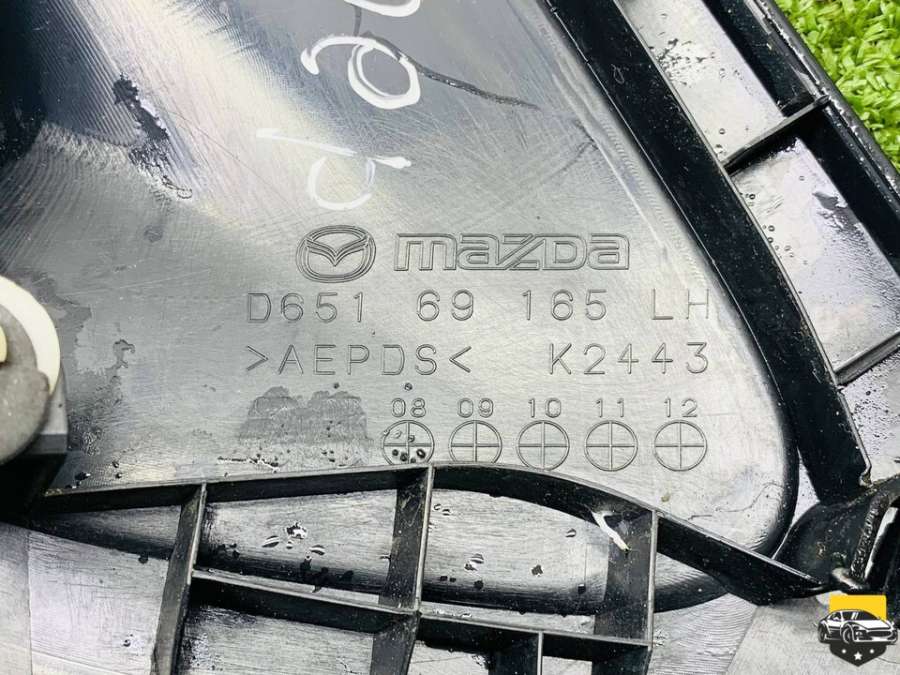 mazda
D651 69 165 LH
>AEPDS< K2443
08 09 10 11 12